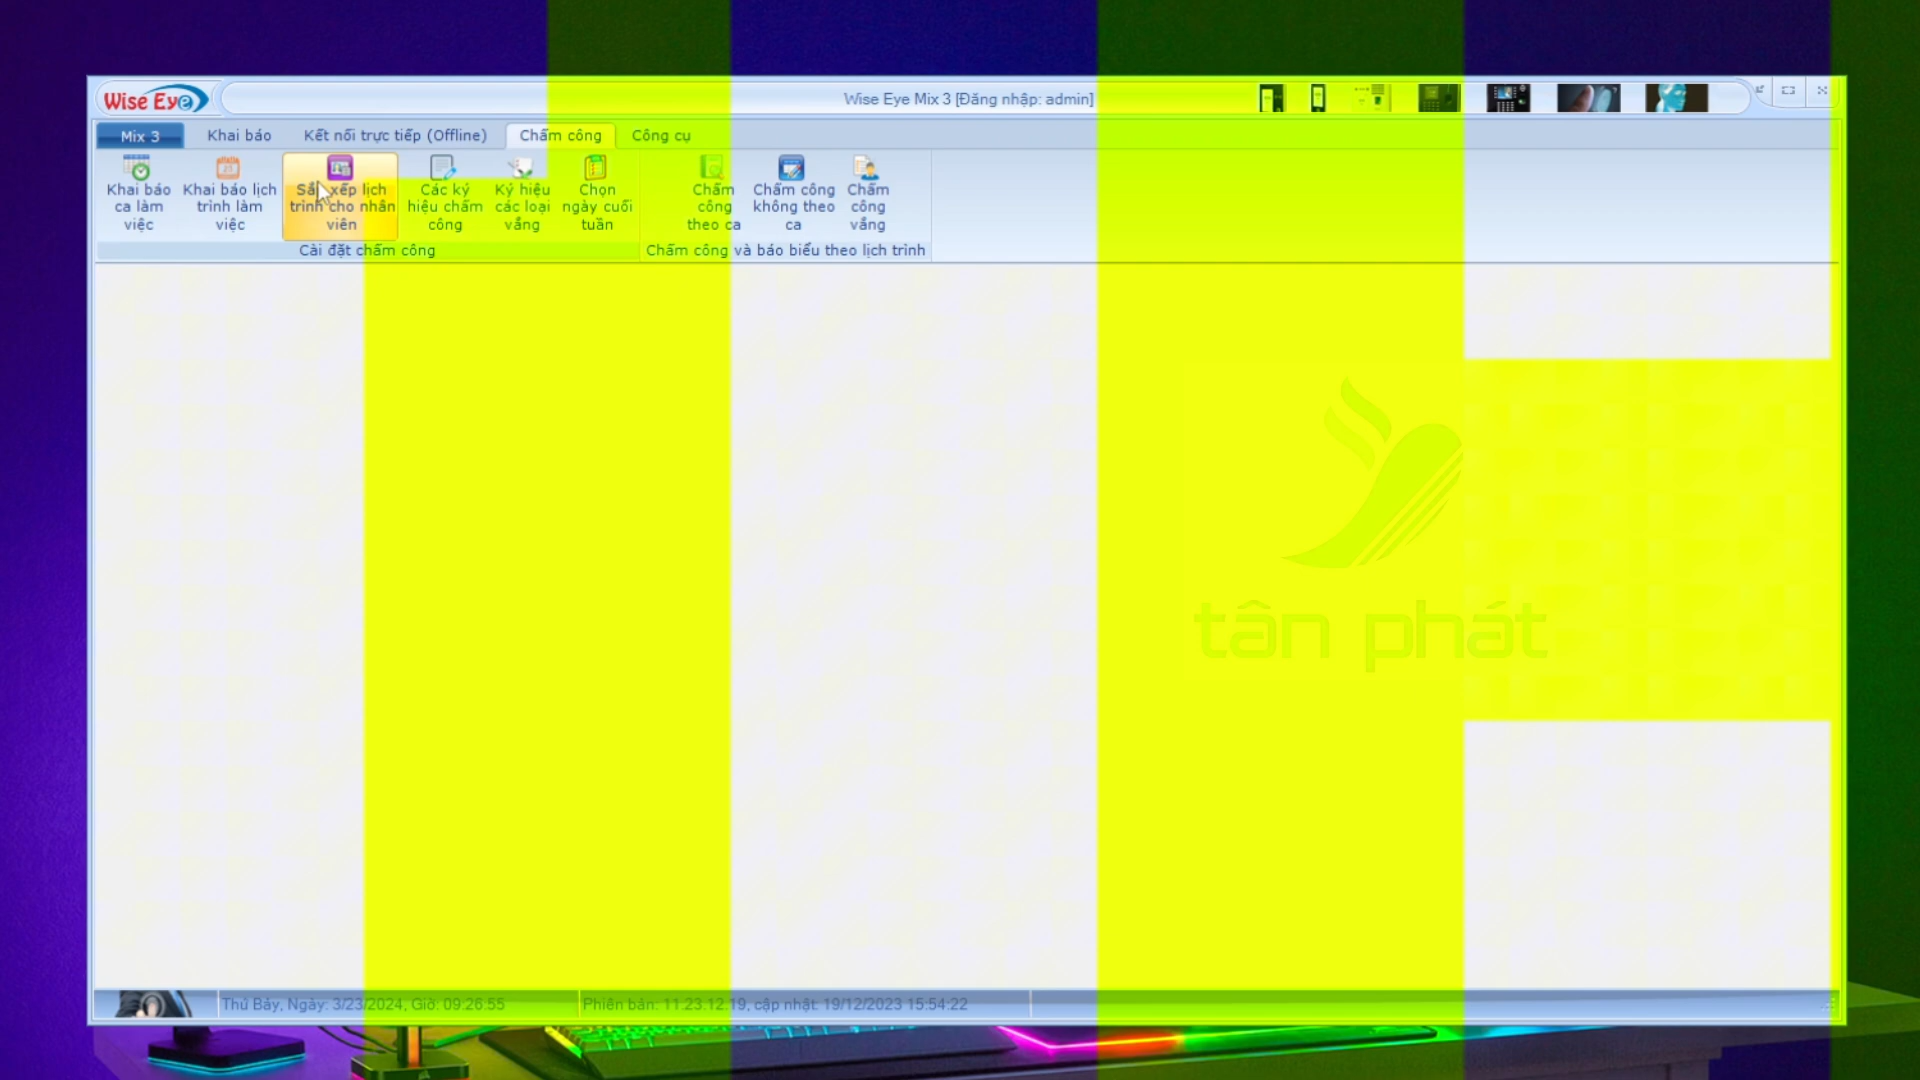 Wise Eye
Wise Eye Mix 3 [Đăng nhập: admin]
Mix 3
Khai báo
Kết nối trực tiếp (Offline)
Chấm công
Công cụ
Khai báo
ca làm
việc
Khai báo lịch
trình làm
việc
Sắp xếp lịch
trình cho nhân
viên
Các ký
hiệu chấm
công
Ký hiệu
các loại
vắng
Chọn
ngày cuối
tuần
Chấm
công
theo ca
Chấm công
không theo
ca
Chấm
công
vắng
Cài đặt chấm công
Chấm công và báo biểu theo lịch trình
tân phát
Thứ Bảy, Ngày: 3/23/2024, Giờ: 09:26:55
Phiên bản: 11.23.12.19, cập nhật: 19/12/2023 15:54:22